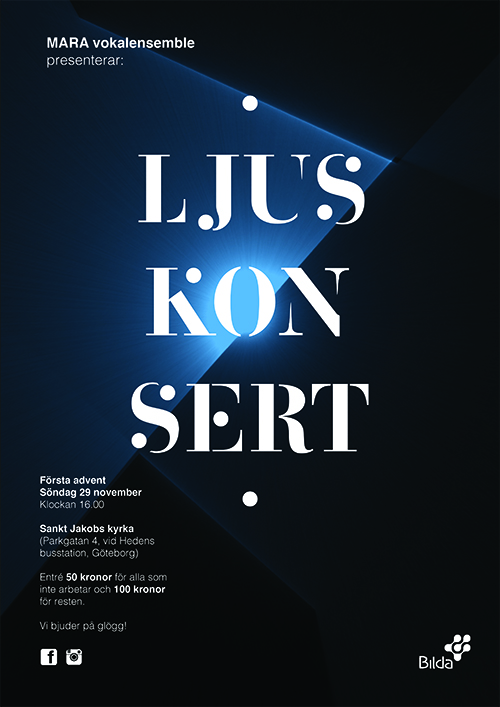 MARA vokalensemble
presenterar:
LJUS
KON
SERT
Första advent
Söndag 29 november
Klockan 16.00
Sankt Jakobs kyrka
(Parkgatan 4, vid Hedens
busstation, Göteborg)
Entré 50 kronor för alla som
inte arbetar och 100 kronor
för resten.
Vi bjuder på glögg!
Bilda